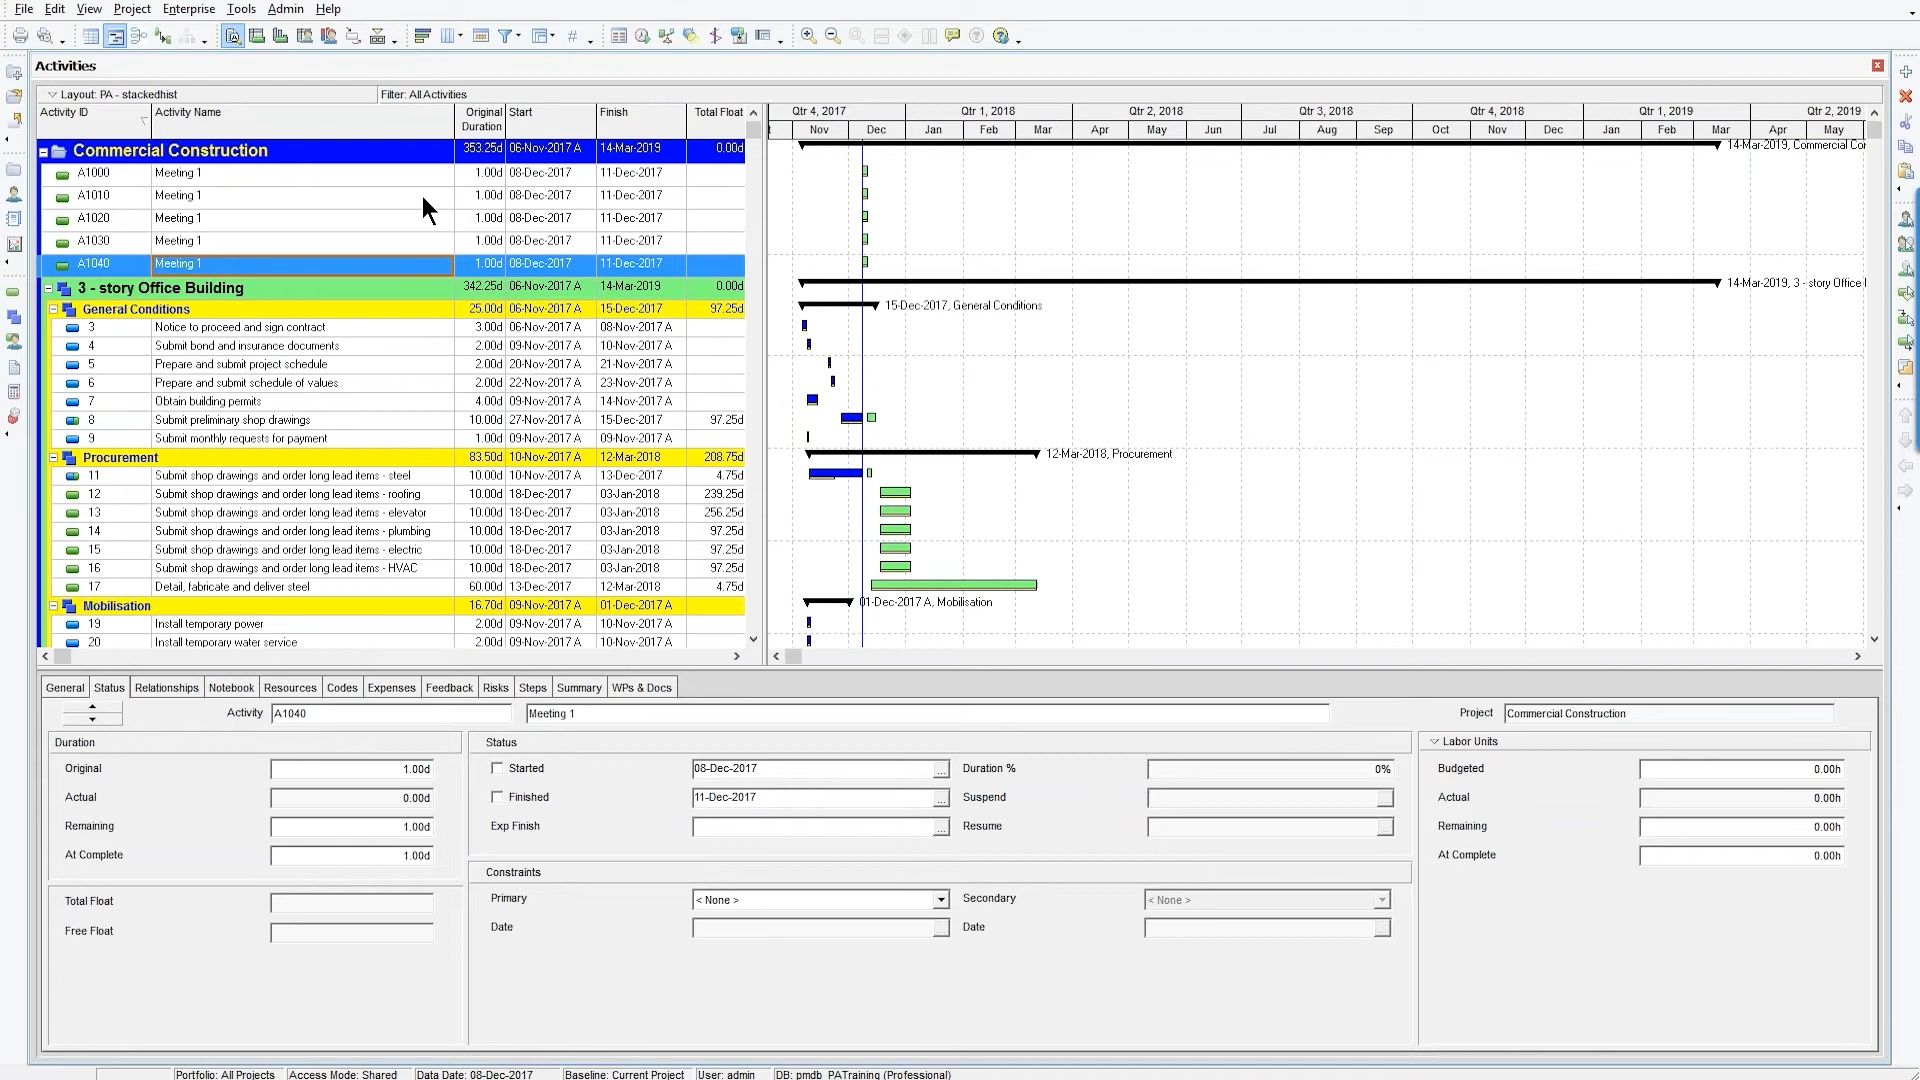 File Edit View Project Enterprise Tools Admin Help
Activities
Layout: PA - stackedhist Filter: All Activities
Activity ID Activity Name Original Duration Start Finish Total Float
Qtr 4, 2017 Qtr 1, 2018 Qtr 2, 2018 Qtr 3, 2018 Qtr 4, 2018 Qtr 1, 2019 Qtr 2, 2019
Nov Dec Jan Feb Mar Apr May Jun Jul Aug Sep Oct Nov Dec Jan Feb Mar Apr May
Commercial Construction 353.25d 06-Nov-2017 A 14-Mar-2019 0.00d 14-Mar-2019, Commercial Co
A1000 Meeting 1 1.00d 08-Dec-2017 11-Dec-2017
A1010 Meeting 1 1.00d 08-Dec-2017 11-Dec-2017
A1020 Meeting 1 1.00d 08-Dec-2017 11-Dec-2017
A1030 Meeting 1 1.00d 08-Dec-2017 11-Dec-2017
A1040 Meeting 1 1.00d 08-Dec-2017 11-Dec-2017
3 - story Office Building 342.25d 06-Nov-2017 A 14-Mar-2019 0.00d 14-Mar-2019, 3 - story Office
General Conditions 25.00d 06-Nov-2017 A 15-Dec-2017 97.25d 15-Dec-2017, General Conditions
3 Notice to proceed and sign contract 3.00d 06-Nov-2017 A 08-Nov-2017 A
4 Submit bond and insurance documents 2.00d 09-Nov-2017 A 10-Nov-2017 A
5 Prepare and submit project schedule 2.00d 20-Nov-2017 A 21-Nov-2017 A
6 Prepare and submit schedule of values 2.00d 22-Nov-2017 A 23-Nov-2017 A
7 Obtain building permits 4.00d 09-Nov-2017 A 14-Nov-2017 A
8 Submit preliminary shop drawings 10.00d 27-Nov-2017 A 15-Dec-2017 97.25d
9 Submit monthly requests for payment 1.00d 09-Nov-2017 A 09-Nov-2017 A
Procurement 83.50d 10-Nov-2017 A 12-Mar-2018 208.75d 12-Mar-2018, Procurement
11 Submit shop drawings and order long lead items - steel 10.00d 10-Nov-2017 A 13-Dec-2017 4.75d
12 Submit shop drawings and order long lead items - roofing 10.00d 18-Dec-2017 03-Jan-2018 239.25d
13 Submit shop drawings and order long lead items - elevator 10.00d 18-Dec-2017 03-Jan-2018 256.25d
14 Submit shop drawings and order long lead items - plumbing 10.00d 18-Dec-2017 03-Jan-2018 97.25d
15 Submit shop drawings and order long lead items - electric 10.00d 18-Dec-2017 03-Jan-2018 97.25d
16 Submit shop drawings and order long lead items - HVAC 10.00d 18-Dec-2017 03-Jan-2018 97.25d
17 Detail, fabricate and deliver steel 60.00d 13-Dec-2017 12-Mar-2018 4.75d
Mobilisation 16.70d 09-Nov-2017 A 01-Dec-2017 A 01-Dec-2017 A, Mobilisation
19 Install temporary power 2.00d 09-Nov-2017 A 10-Nov-2017 A
20 Install temporary water service 2.00d 09-Nov-2017 A 10-Nov-2017 A
General Status Relationships Notebook Resources Codes Expenses Feedback Risks Steps Summary WPs & Docs
Activity A1040 Meeting 1 Project Commercial Construction
Duration Status Labor Units
Original 1.00d Started 08-Dec-2017 ... Duration % 0% Budgeted 0.00h
Actual 0.00d Finished 11-Dec-2017 ... Suspend Actual 0.00h
Remaining 1.00d Exp Finish ... Resume Remaining 0.00h
At Complete 1.00d At Complete 0.00h
Constraints
Total Float Primary < None > Secondary < None >
Free Float Date Date
Portfolio: All Projects Access Mode: Shared Data Date: 08-Dec-2017 Baseline: Current Project User: admin DB: pmdb_PATraining (Professional)